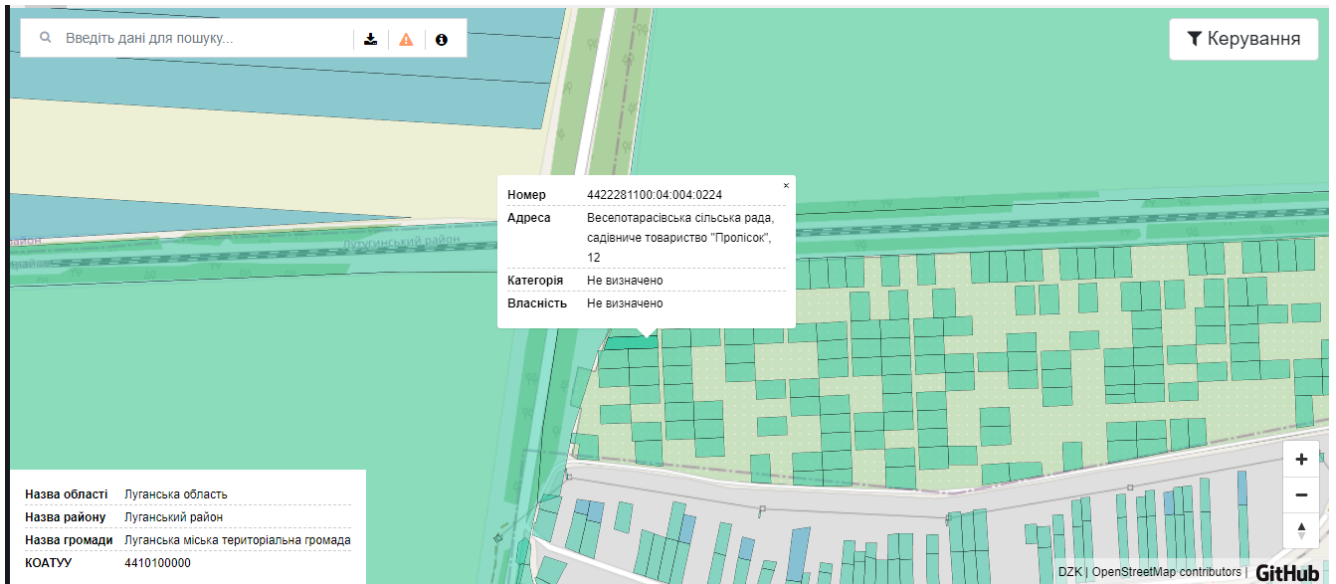 Введіть дані для пошуку...
Керування
×
Номер 4422281100:04:004:0224
Адреса Веселотарасівська сільська рада,
садівниче товариство "Пролісок",
12
Категорія Не визначено
Власність Не визначено
Лутугинський район
Назва області Луганська область
Назва району Луганський район
Назва громади Луганська міська територіальна громада
КОАТУУ 4410100000
+
−
DZK | OpenStreetMap contributors | GitHub